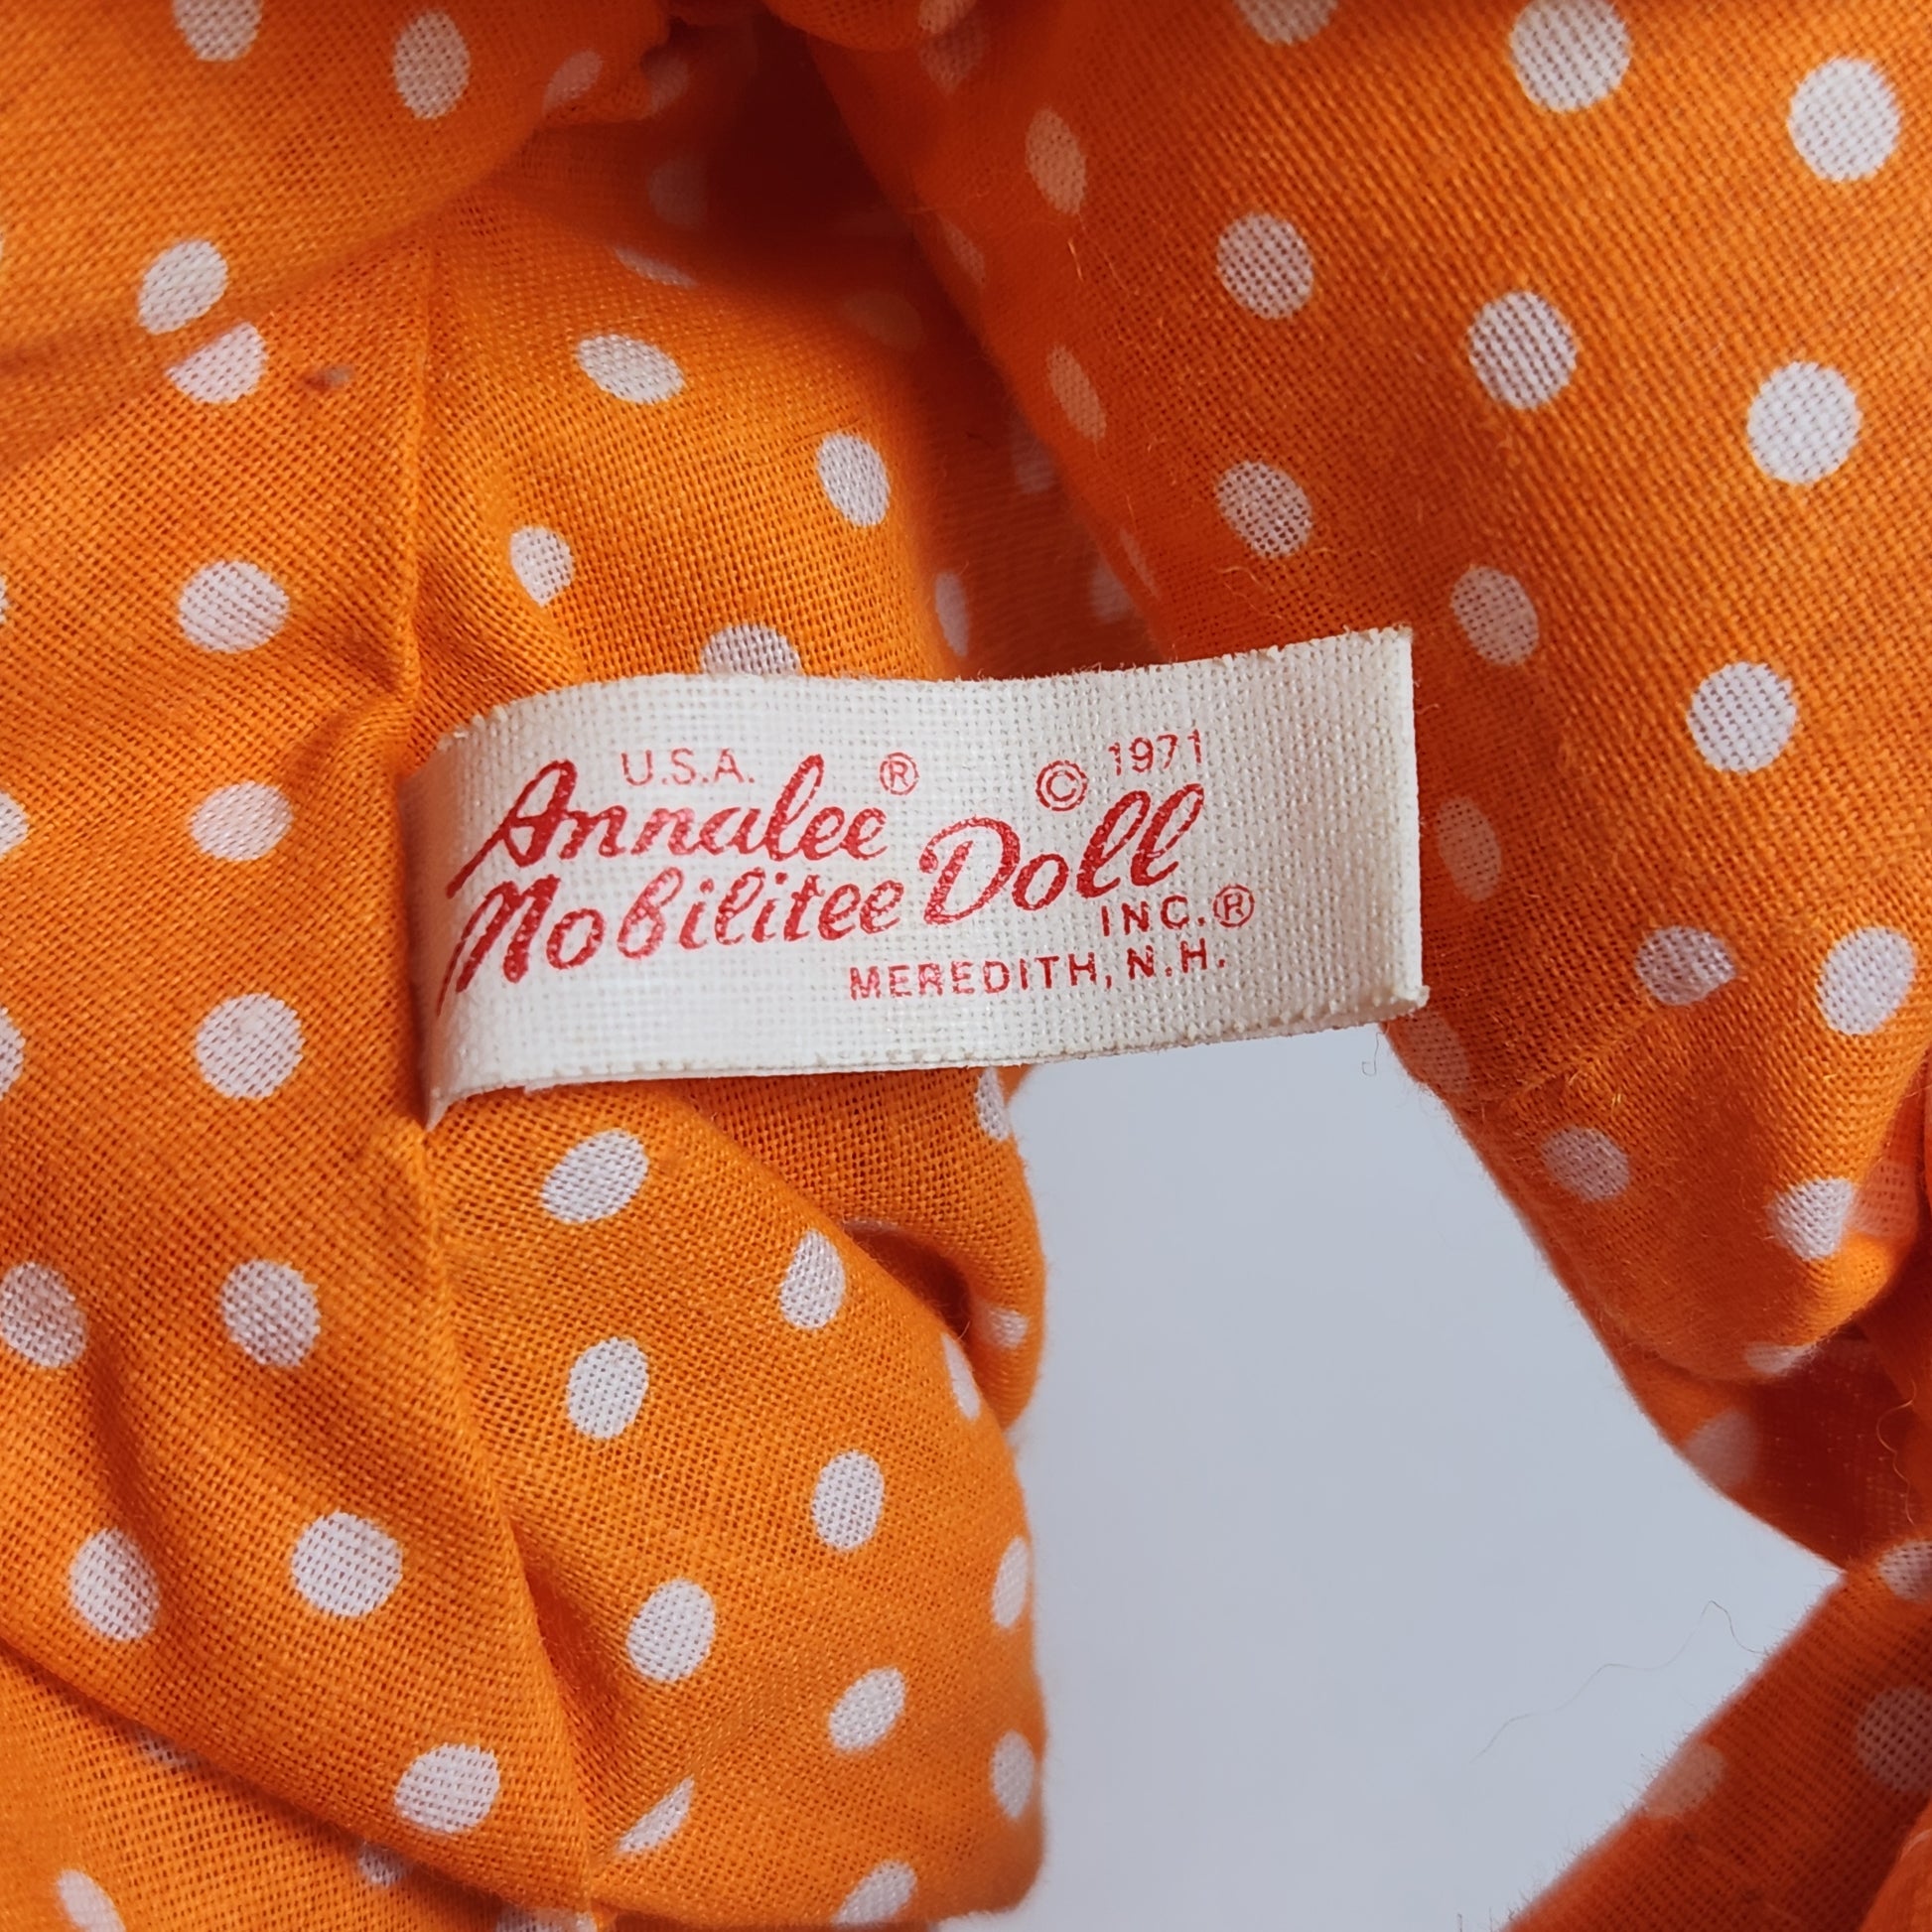 U.S.A. © 1971
Annalee® Doll
Mobilitee INC.®
MEREDITH, N.H.